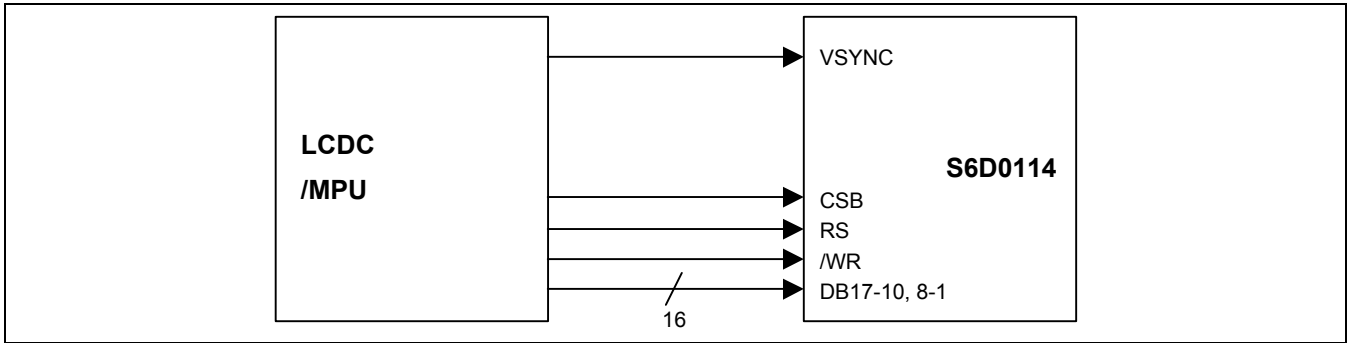 VSYNC
LCDC
/MPU
S6D0114
CSB
RS
/WR
DB17-10, 8-1
16